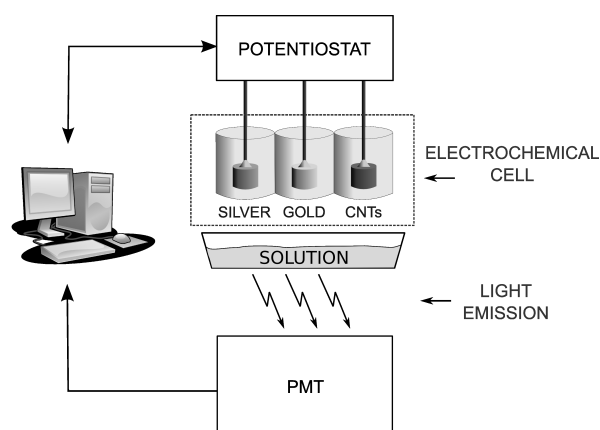 POTENTIOSTAT
SILVER GOLD CNTs
ELECTROCHEMICAL
CELL
SOLUTION
LIGHT
EMISSION
PMT